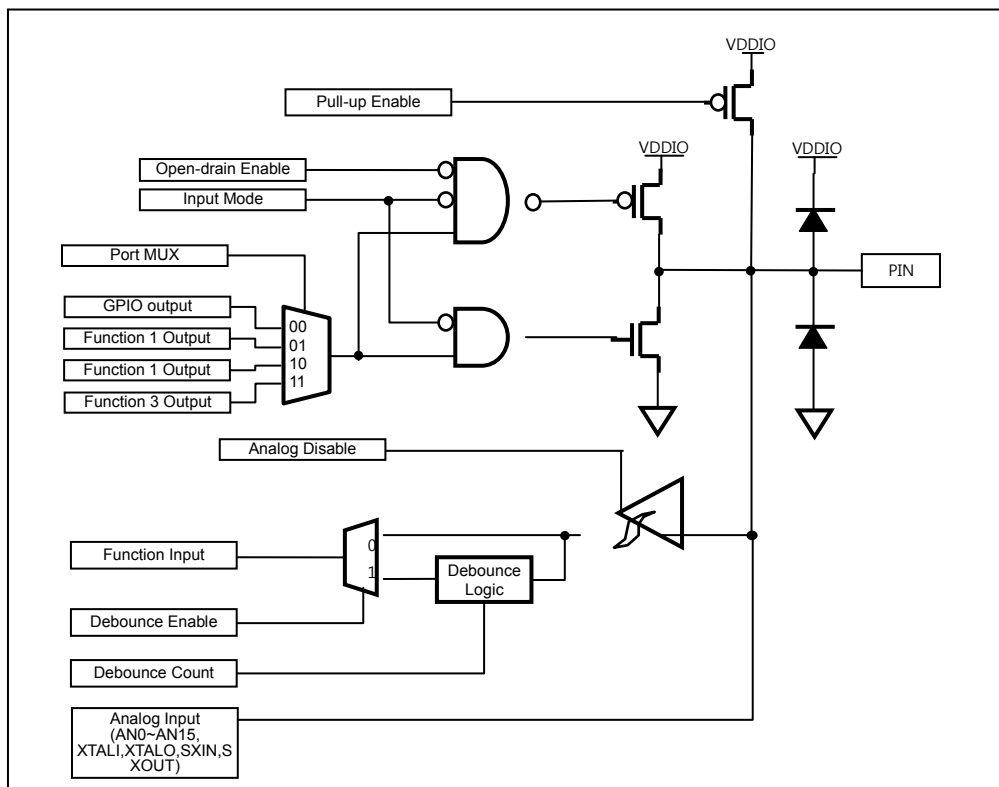 VDDIO
Pull-up Enable
VDDIO
VDDIO
Open-drain Enable
Input Mode
Port MUX
PIN
GPIO output
00
Function 1 Output
01
Function 1 Output
10
Function 3 Output
11
Analog Disable
Function Input
0
1
Debounce
Logic
Debounce Enable
Debounce Count
Analog Input
(AN0~AN15,
XTALI,XTALO,SXIN,S
XOUT)